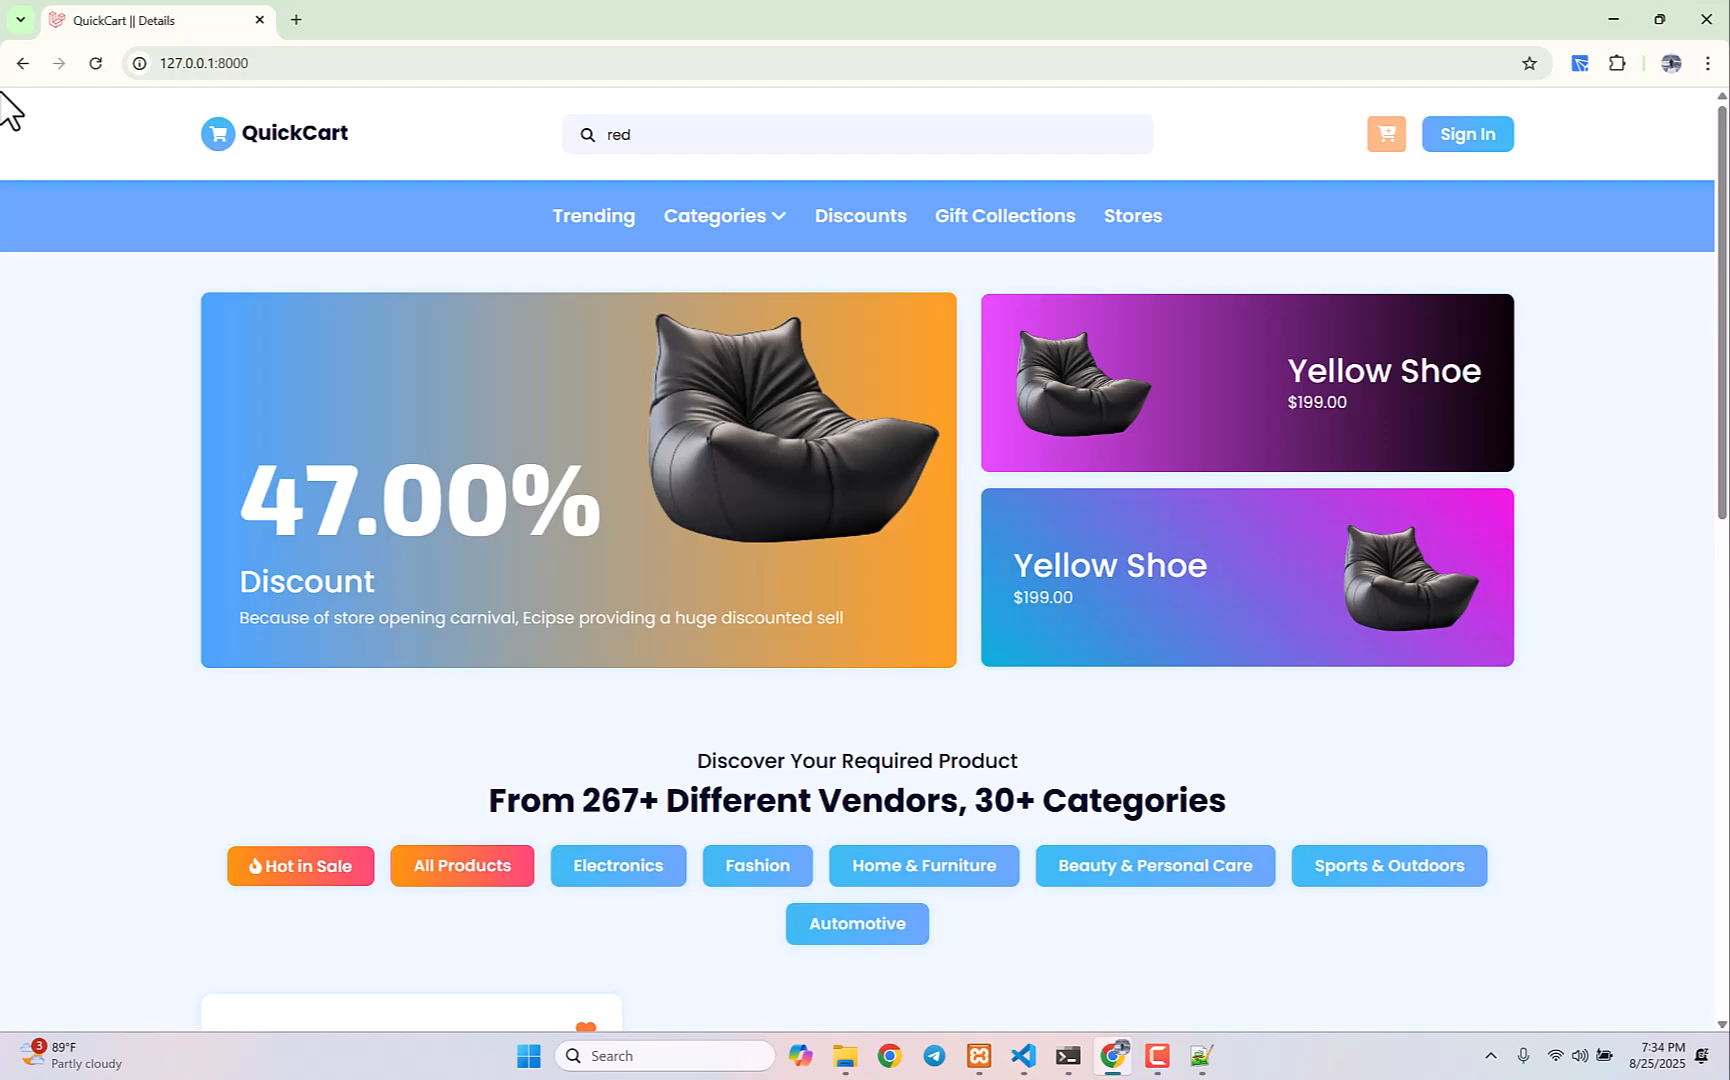 QuickCart || Details
127.0.0.1:8000
QuickCart
red
Sign In
Trending
Categories
Discounts
Gift Collections
Stores
47.00%
Discount
Because of store opening carnival, Ecipse providing a huge discounted sell
Yellow Shoe
$199.00
Yellow Shoe
$199.00
Discover Your Required Product
From 267+ Different Vendors, 30+ Categories
Hot in Sale
All Products
Electronics
Fashion
Home & Furniture
Beauty & Personal Care
Sports & Outdoors
Automotive
3
89°F
Partly cloudy
Search
7:34 PM
8/25/2025